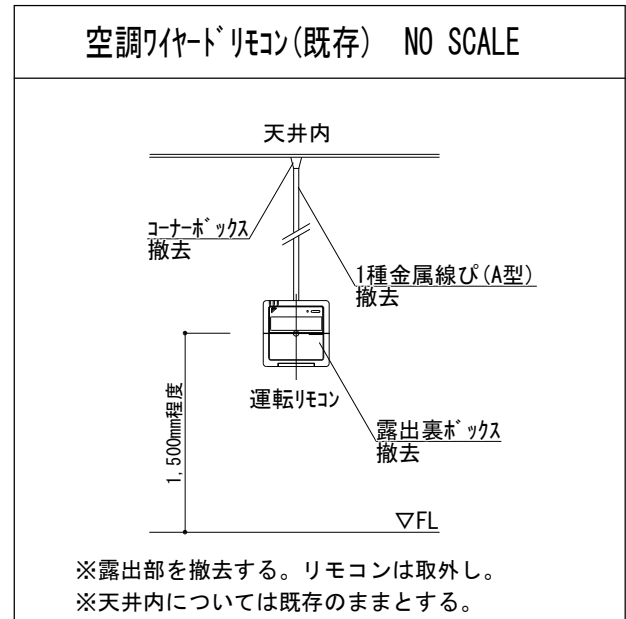 空調ﾜｲﾔｰﾄﾞﾘﾓｺﾝ(既存) NO SCALE
天井内
ｺｰﾅｰﾎﾞｯｸｽ
撤去
1種金属線ぴ(A型)
撤去
運転ﾘﾓｺﾝ
露出裏ﾎﾞｯｸｽ
撤去
1,500mm程度
▽FL
※露出部を撤去する。リモコンは取外し。
※天井内については既存のままとする。